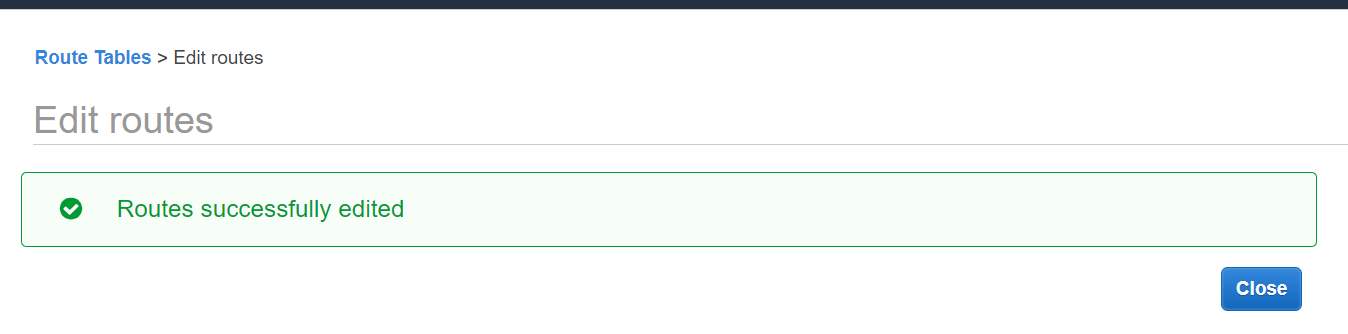 Route Tables > Edit routes
Edit routes
Routes successfully edited
Close